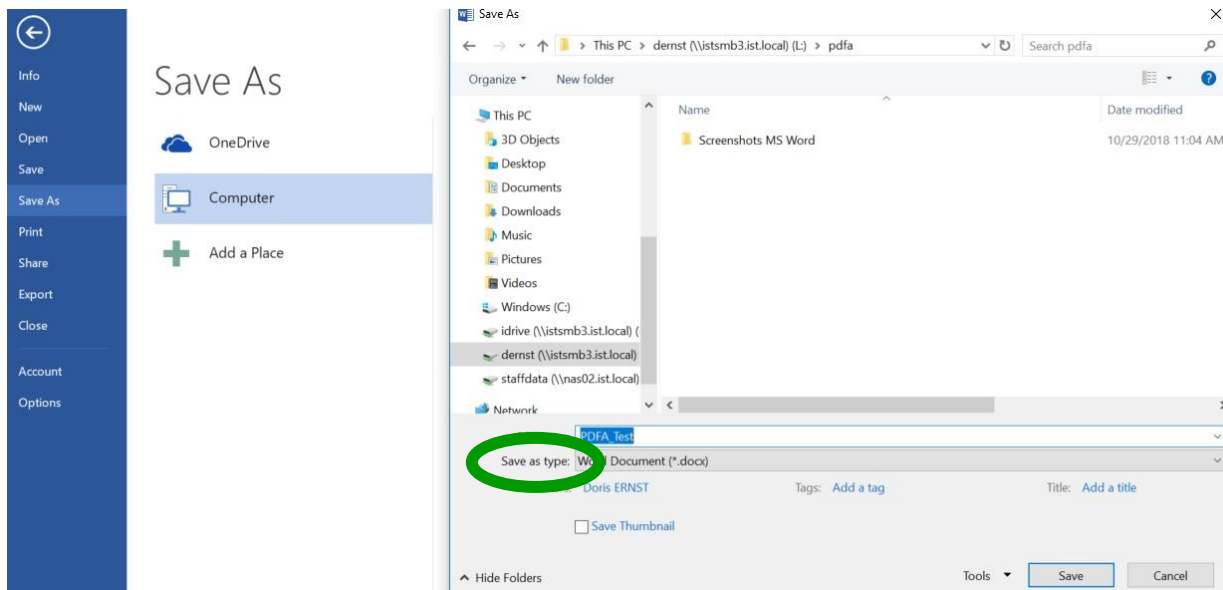 Save As
This PC > dernst (\\istsmb3.ist.local) (L:) > pdfa
Search pdfa
Organize
New folder
?
Info
New
Open
Save
Save As
Print
Share
Export
Close
Account
Options
Save As
OneDrive
Computer
Add a Place
This PC
3D Objects
Desktop
Documents
Downloads
Music
Pictures
Videos
Windows (C:)
idrive (\\istsmb3.ist.local) (
dernst (\\istsmb3.ist.local)
staffdata (\\nas02.ist.local)
Network
Name
Date modified
Screenshots MS Word
10/29/2018 11:04 AM
PDFA_Test
Save as type: Word Document (*.docx)
Doris ERNST
Tags: Add a tag
Title: Add a title
Save Thumbnail
Hide Folders
Tools
Save
Cancel